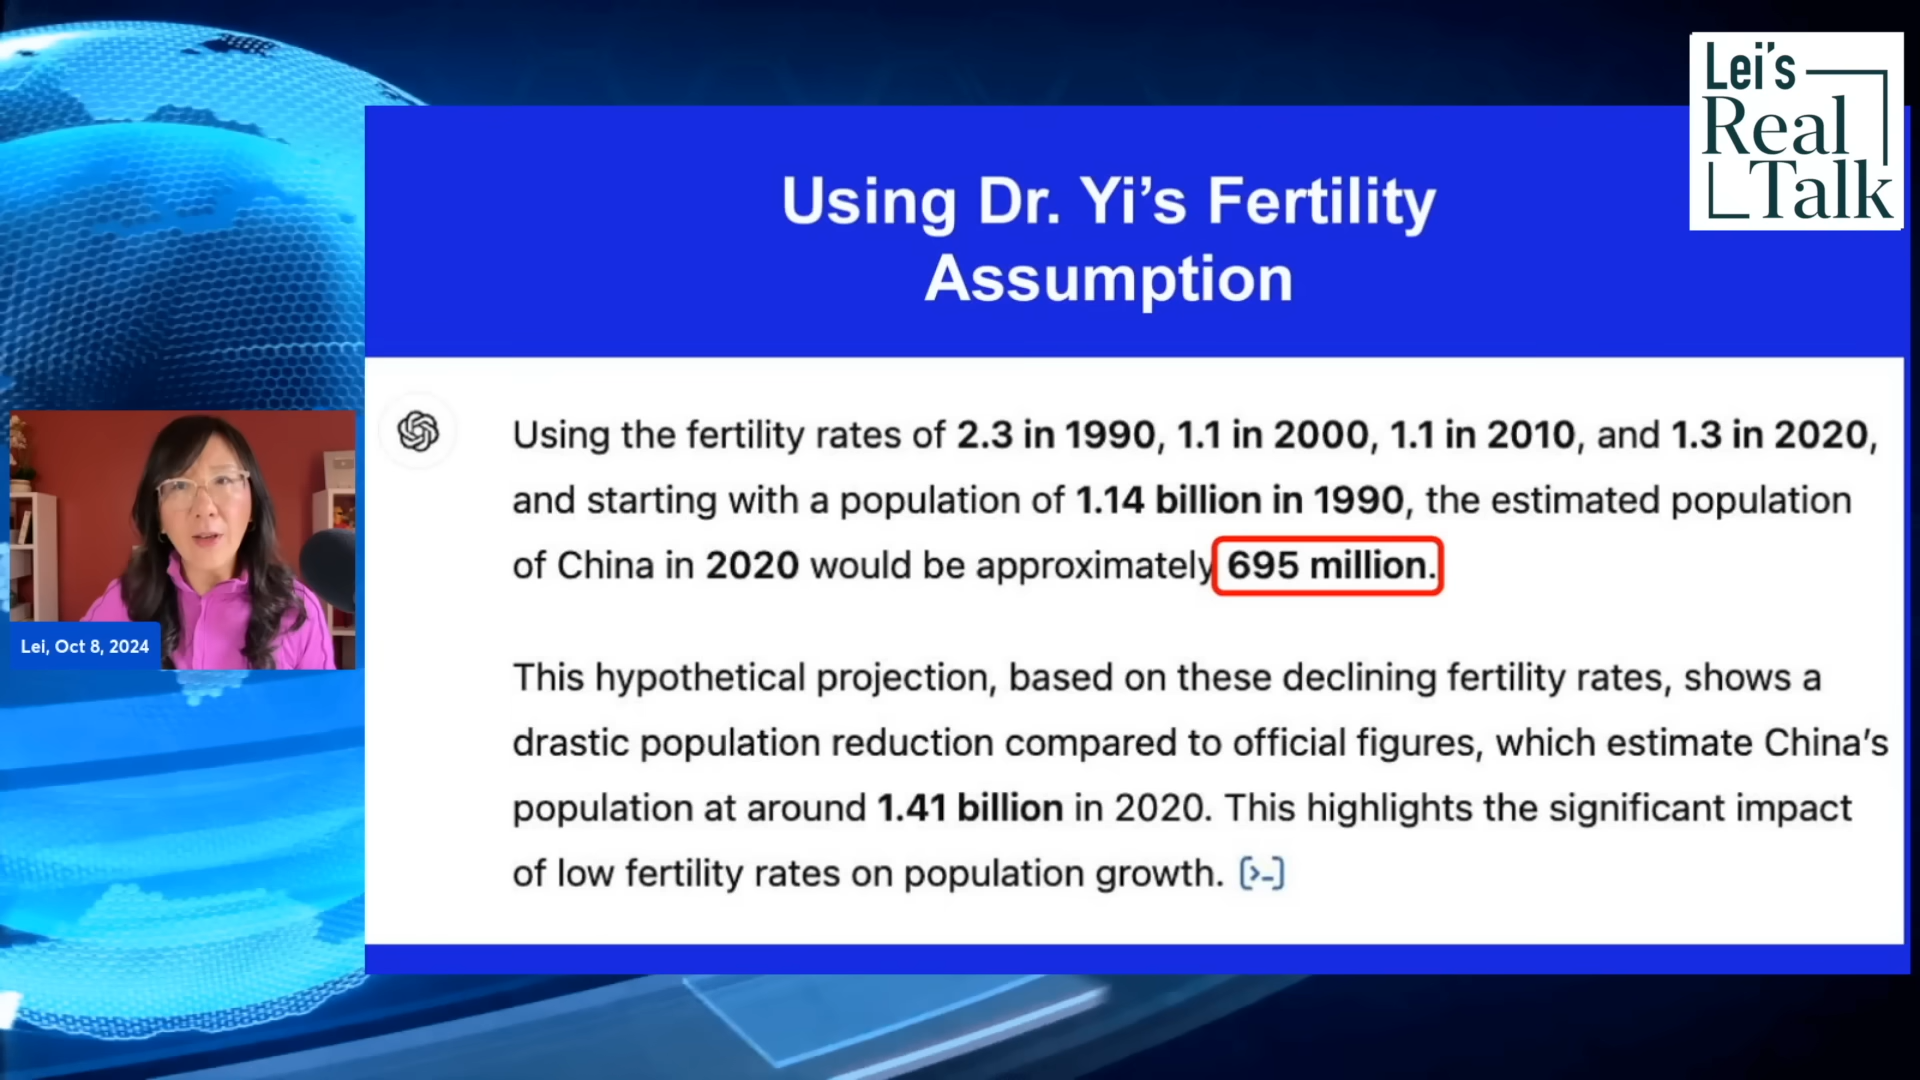 Lei's
Real
Talk
Using Dr. Yi’s Fertility
Assumption
Using the fertility rates of 2.3 in 1990, 1.1 in 2000, 1.1 in 2010, and 1.3 in 2020,
and starting with a population of 1.14 billion in 1990, the estimated population
of China in 2020 would be approximately 695 million.
This hypothetical projection, based on these declining fertility rates, shows a
drastic population reduction compared to official figures, which estimate China’s
population at around 1.41 billion in 2020. This highlights the significant impact
of low fertility rates on population growth. [>-]
Lei, Oct 8, 2024